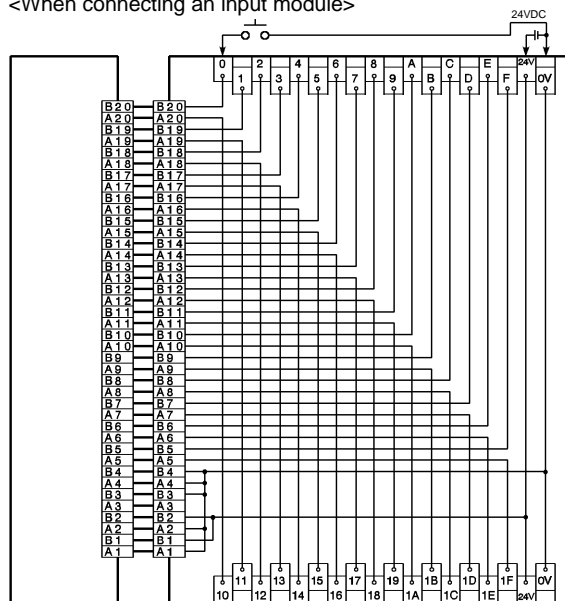 <When connecting an input module>
24VDC
0 2 4 6 8 A C E 24V
1 3 5 7 9 B D F 0V
B20 B20
A20 A20
B19 B19
A19 A19
B18 B18
A18 A18
B17 B17
A17 A17
B16 B16
A16 A16
B15 B15
A15 A15
B14 B14
A14 A14
B13 B13
A13 A13
B12 B12
A12 A12
B11 B11
A11 A11
B10 B10
A10 A10
B9 B9
A9 A9
B8 B8
A8 A8
B7 B7
A7 A7
B6 B6
A6 A6
B5 B5
A5 A5
B4 B4
A4 A4
B3 B3
A3 A3
B2 B2
A2 A2
B1 B1
A1 A1
11 13 15 17 19 1B 1D 1F 0V
10 12 14 16 18 1A 1C 1E 24V